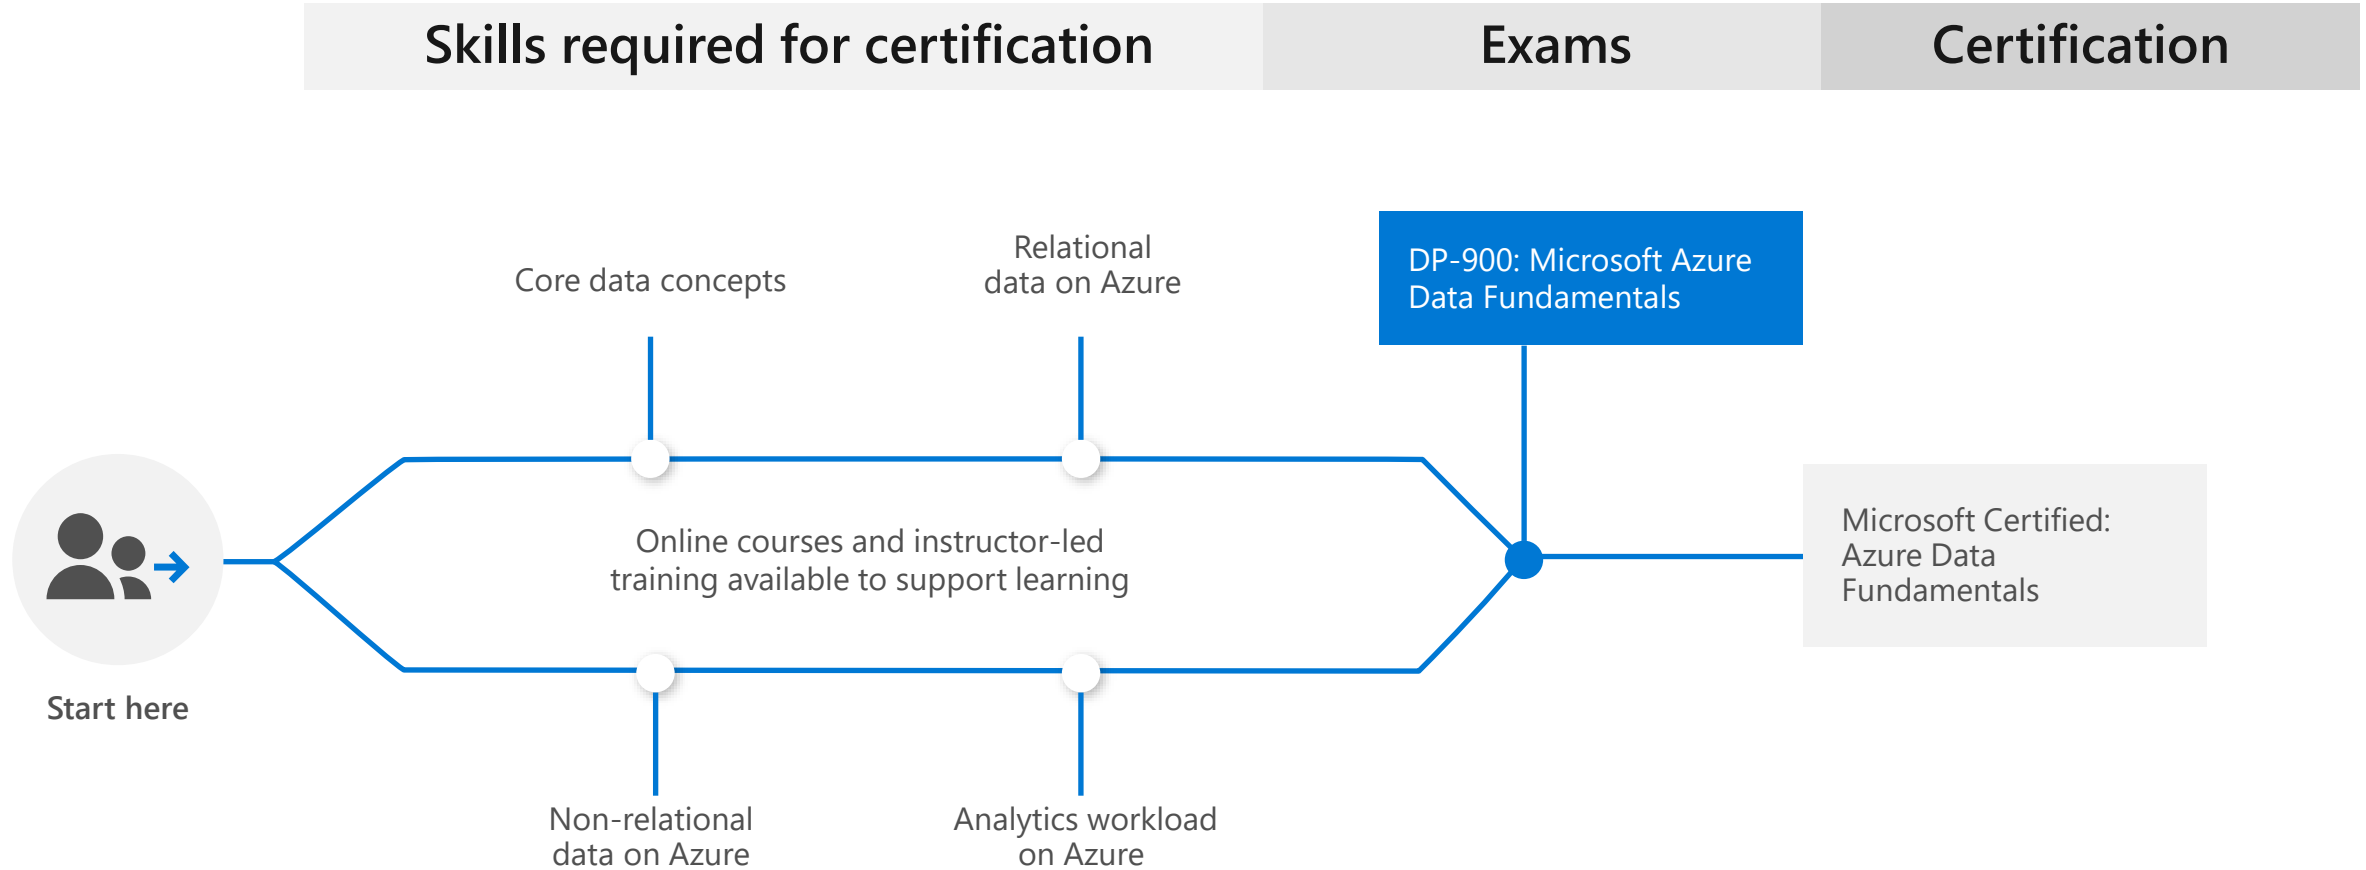 Skills required for certification
Exams
Certification
Core data concepts
Relational
data on Azure
DP-900: Microsoft Azure
Data Fundamentals
Online courses and instructor-led
training available to support learning
Microsoft Certified:
Azure Data
Fundamentals
Start here
Non-relational
data on Azure
Analytics workload
on Azure